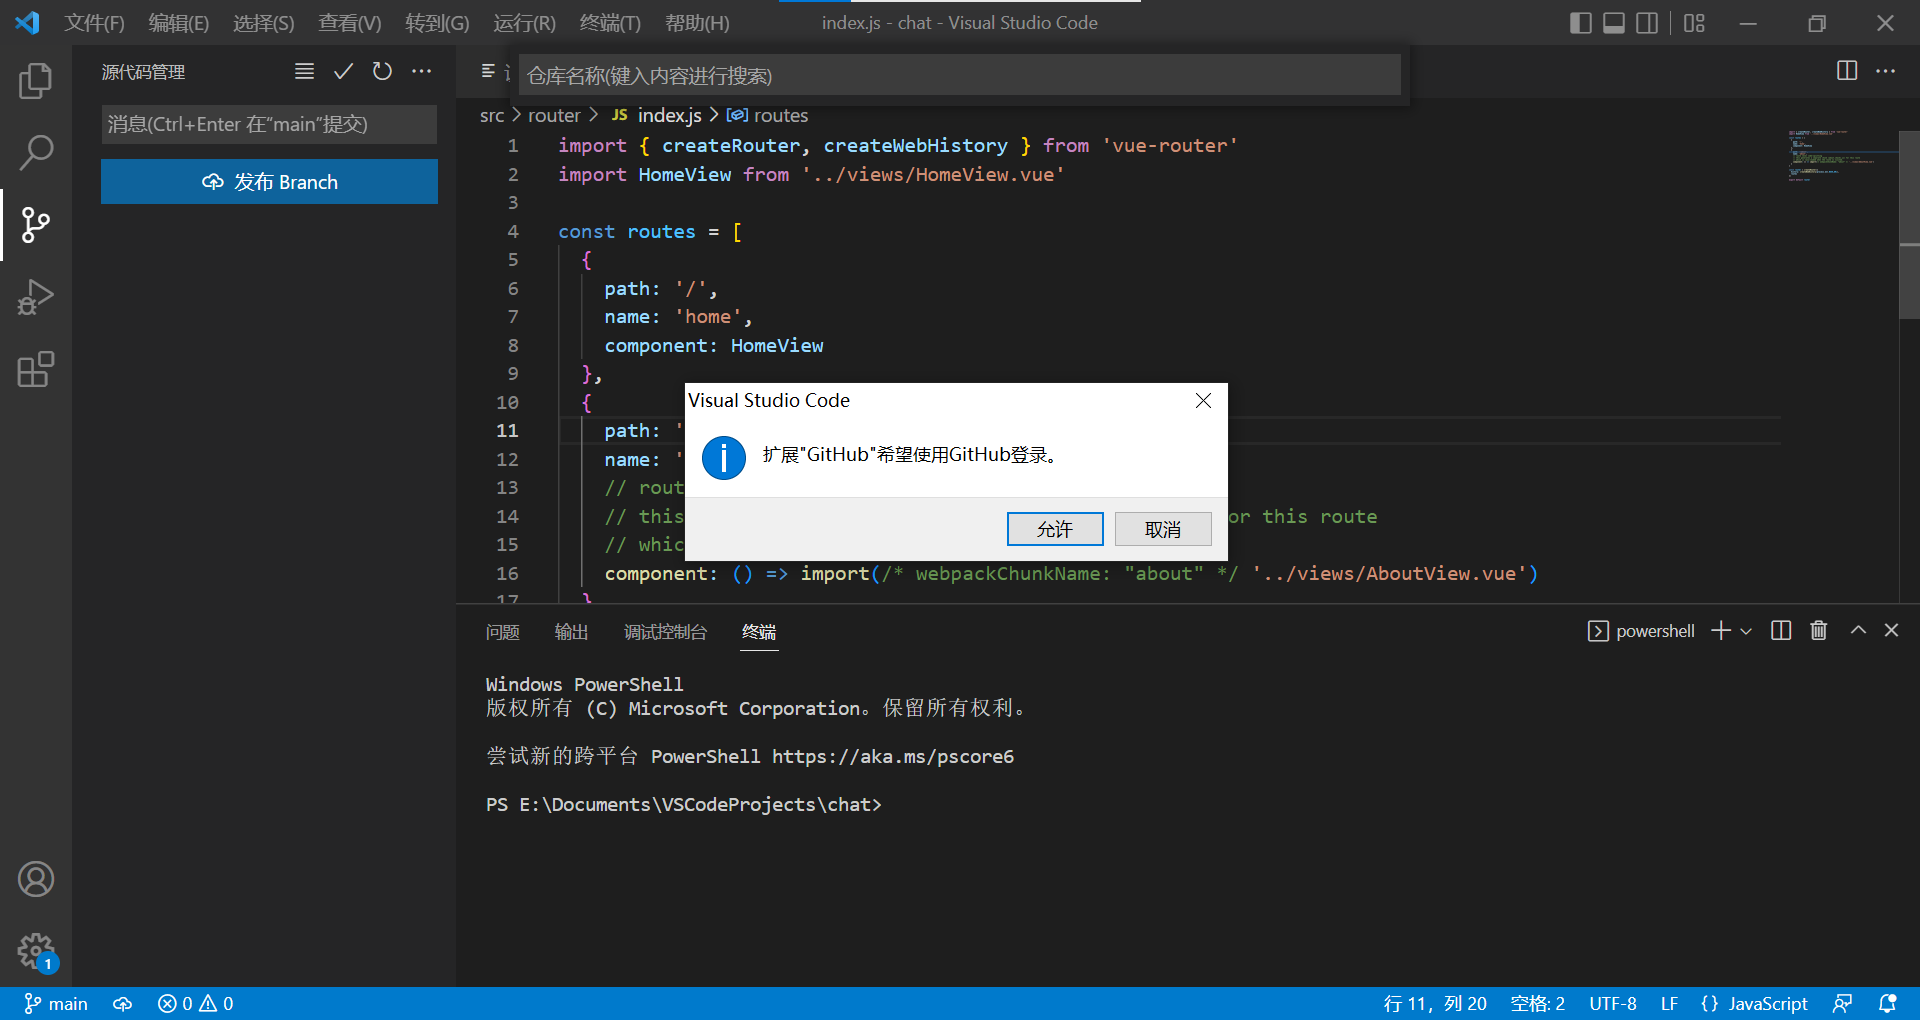 文件(F) 编辑(E) 选择(S) 查看(V) 转到(G) 运行(R) 终端(T) 帮助(H) index.js - chat - Visual Studio Code
源代码管理
仓库名称(键入内容进行搜索)
消息(Ctrl+Enter 在“main”提交)
发布 Branch
src > router > JS index.js > routes
1 import { createRouter, createWebHistory } from 'vue-router'
2 import HomeView from '../views/HomeView.vue'
3
4 const routes = [
5 {
6 path: '/',
7 name: 'home',
8 component: HomeView
9 },
10 {
11 path: '
12 name: '
13 // rout
14 // this or this route
15 // whic
16 component: () => import(/* webpackChunkName: "about" */ '../views/AboutView.vue')
17 }
Visual Studio Code
扩展"GitHub"希望使用GitHub登录。
允许 取消
问题 输出 调试控制台 终端 powershell
Windows PowerShell
版权所有 (C) Microsoft Corporation。保留所有权利。
尝试新的跨平台 PowerShell https://aka.ms/pscore6
PS E:\Documents\VSCodeProjects\chat>
1
main 0 0 行 11，列 20 空格: 2 UTF-8 LF {} JavaScript